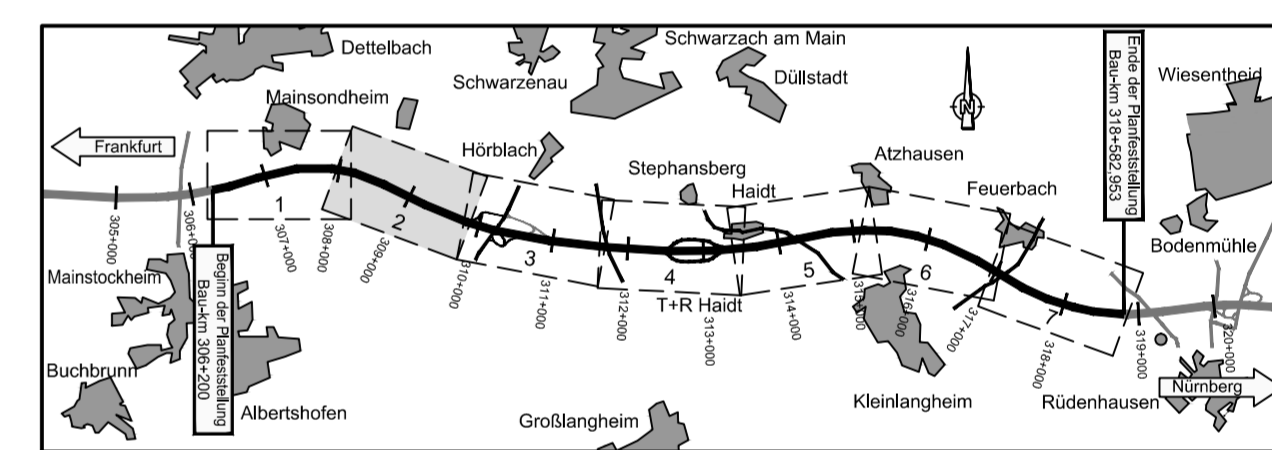 Dettelbach
Schwarzach am Main
Schwarzenau
Düllstadt
Wiesentheid
Mainsondheim
Frankfurt
Hörblach
Stephansberg
Haidt
Atzhausen
Feuerbach
N
Ende der Planfeststellung
Bau-km 318+582,953
Bodenmühle
Mainstockheim
Buchbrunn
Albertshofen
Beginn der Planfeststellung
Bau-km 306+200
1
2
3
4
5
6
7
T+R Haidt
305+000
307+000
308+000
309+000
310+000
311+000
312+000
313+000
314+000
315+000
316+000
317+000
318+000
319+000
320+000
Großlangheim
Kleinlangheim
Rüdenhausen
Nürnberg